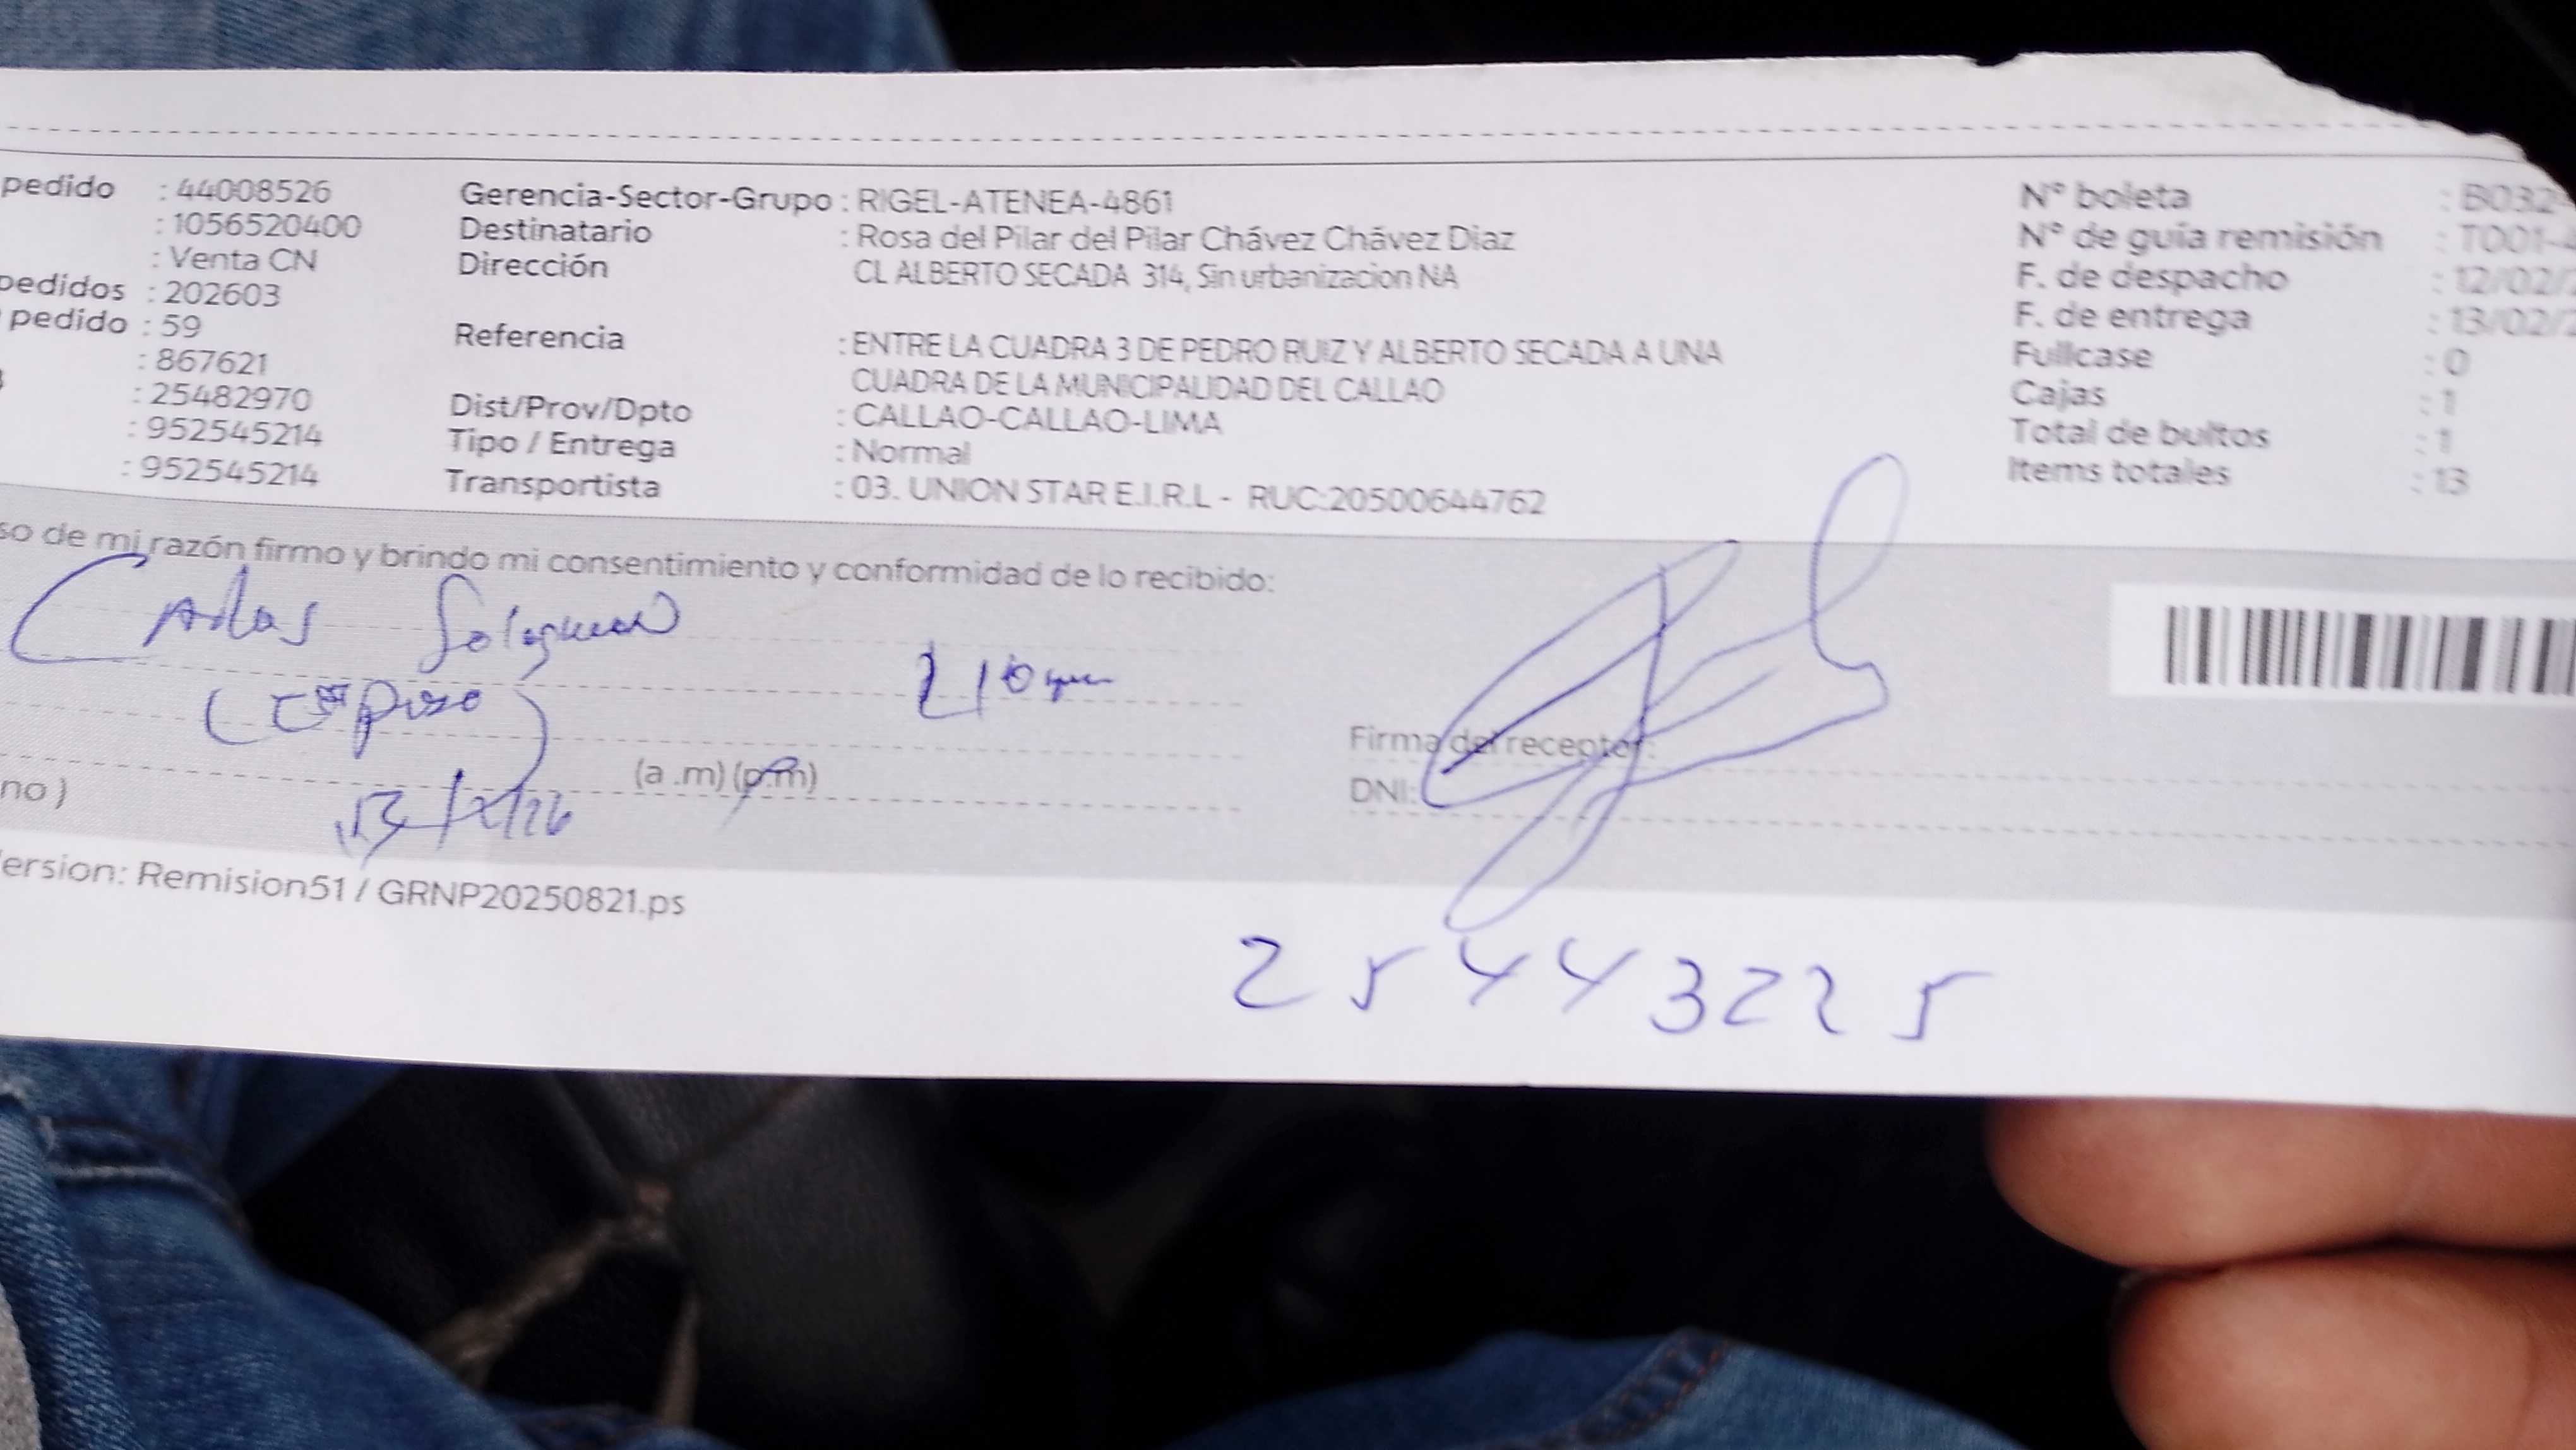 pedido : 44008526
: 1056520400
: Venta CN
pedidos : 202603
pedido : 59
: 867621
: 25482970
: 952545214
: 952545214
Gerencia-Sector-Grupo : RIGEL-ATENEA-4861
Destinatario : Rosa del Pilar del Pilar Chávez Chávez Diaz
Dirección CL ALBERTO SECADA 314, Sin urbanizacion NA
Referencia : ENTRE LA CUADRA 3 DE PEDRO RUIZ Y ALBERTO SECADA A UNA
CUADRA DE LA MUNICIPALIDAD DEL CALLAO
Dist/Prov/Dpto : CALLAO-CALLAO-LIMA
Tipo / Entrega : Normal
Transportista : 03. UNION STAR E.I.R.L - RUC:20500644762
N° boleta : B032-
N° de guía remisión : T001-4
F. de despacho : 12/02/2
F. de entrega : 13/02/2
Fullcase : 0
Cajas : 1
Total de bultos : 1
Items totales : 13
so de mi razón firmo y brindo mi consentimiento y conformidad de lo recibido:
Carlos
(Esposo)
(a .m) (p.m)
no )
13/2/26
Firma del receptor:
DNI:
ersion: Remision51 / GRNP20250821.ps
25443225